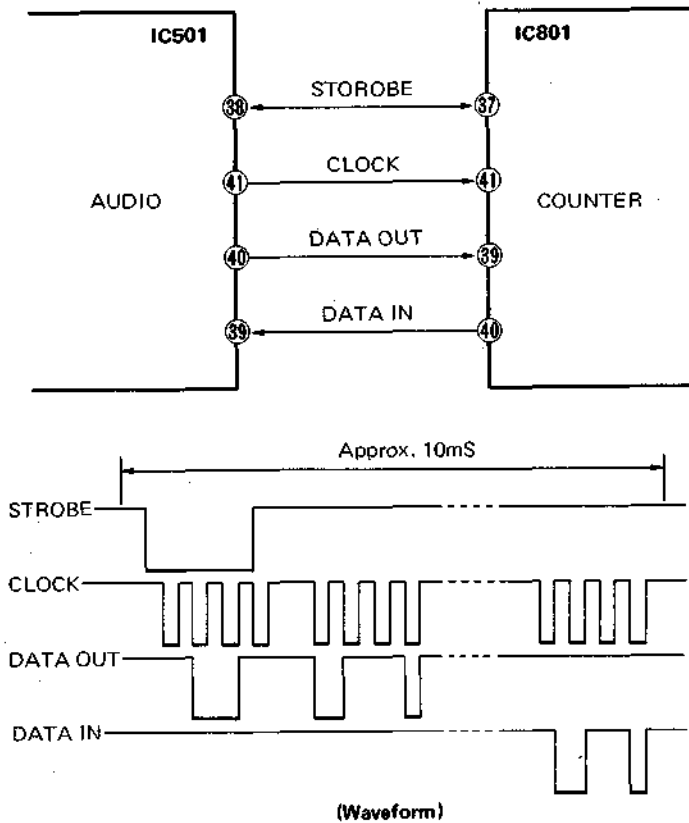 IC501
IC801
STOROBE
38
37
CLOCK
41
41
AUDIO
COUNTER
DATA OUT
40
39
DATA IN
39
40
Approx. 10mS
STROBE
CLOCK
DATA OUT
DATA IN
(Waveform)